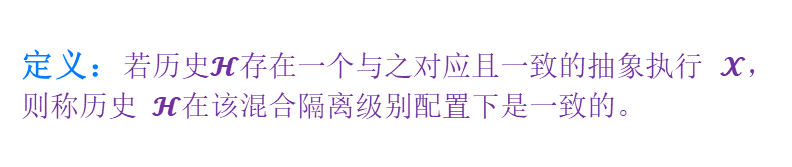 定义：若历史𝓗存在一个与之对应且一致的抽象执行 𝓧，
则称历史 𝓗在该混合隔离级别配置下是一致的。